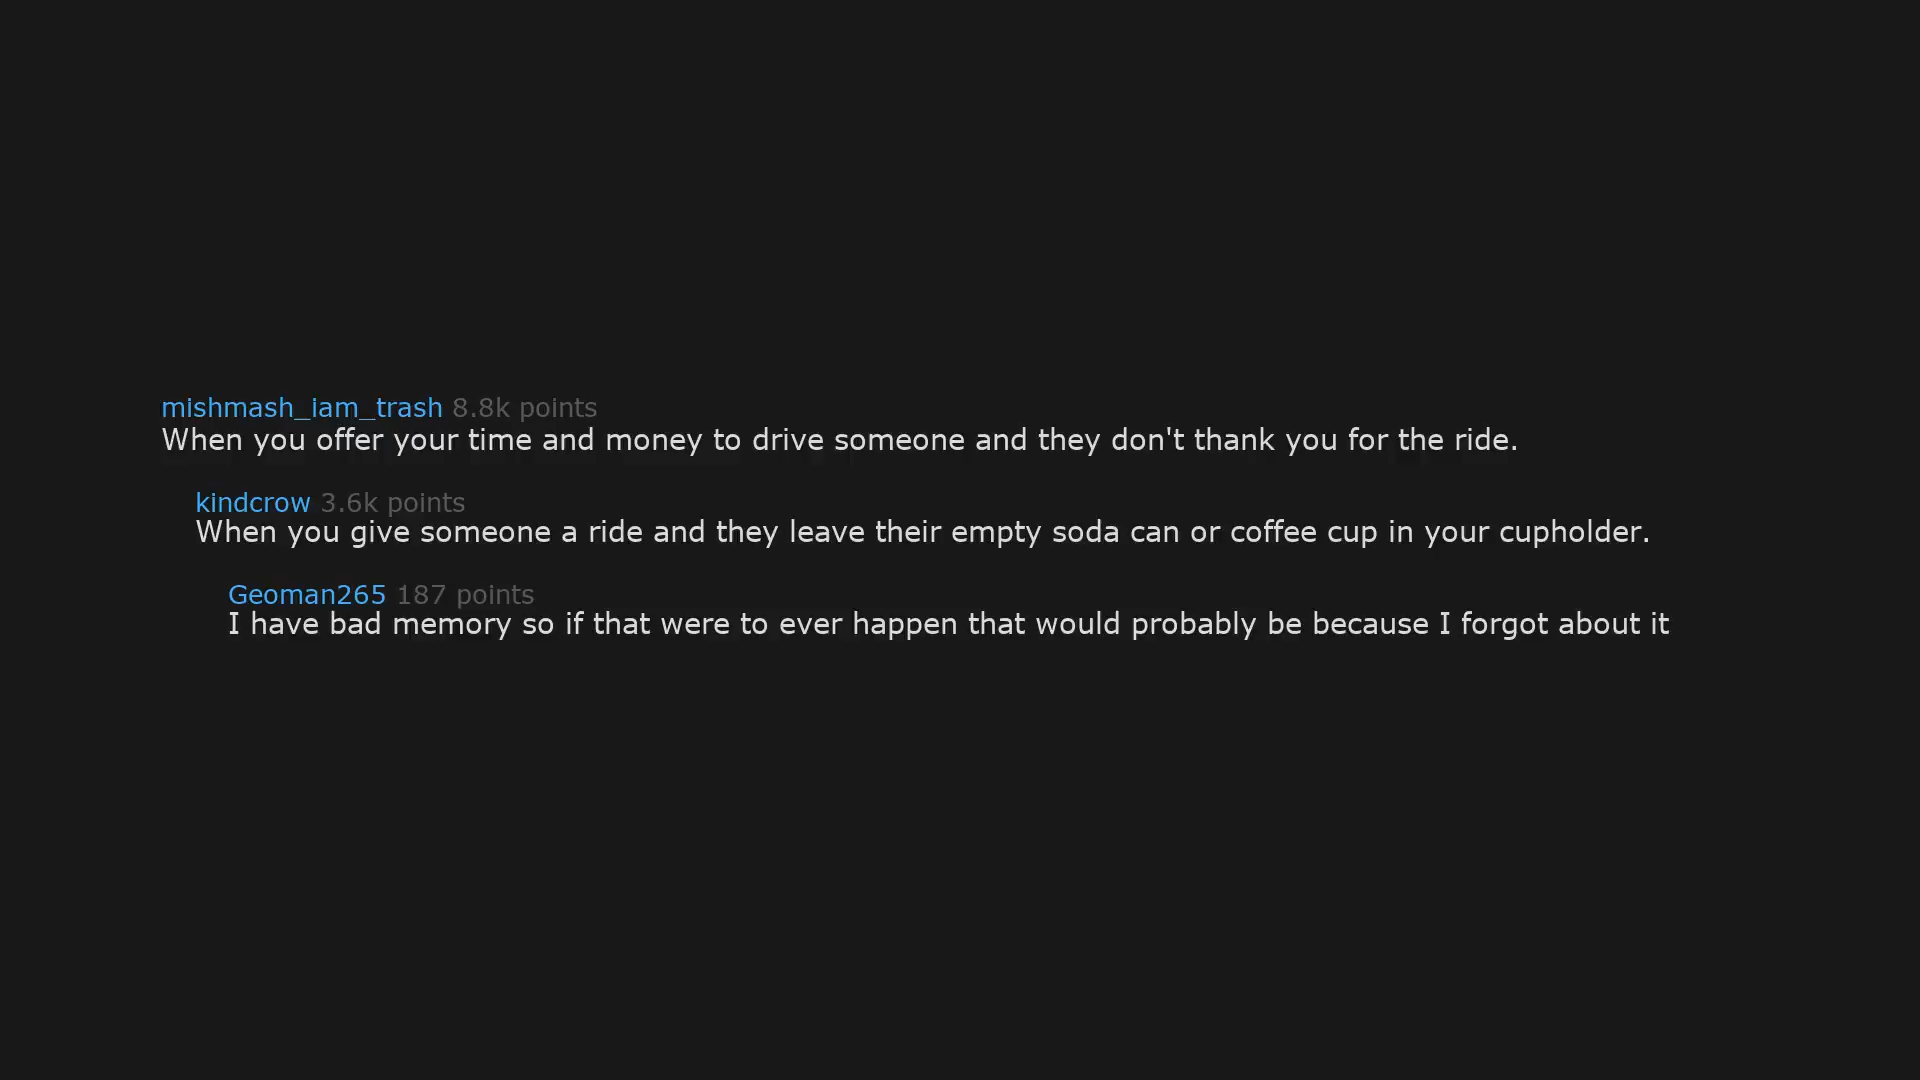 mishmash_iam_trash 8.8k points
When you offer your time and money to drive someone and they don't thank you for the ride.
kindcrow 3.6k points
When you give someone a ride and they leave their empty soda can or coffee cup in your cupholder.
Geoman265 187 points
I have bad memory so if that were to ever happen that would probably be because I forgot about it